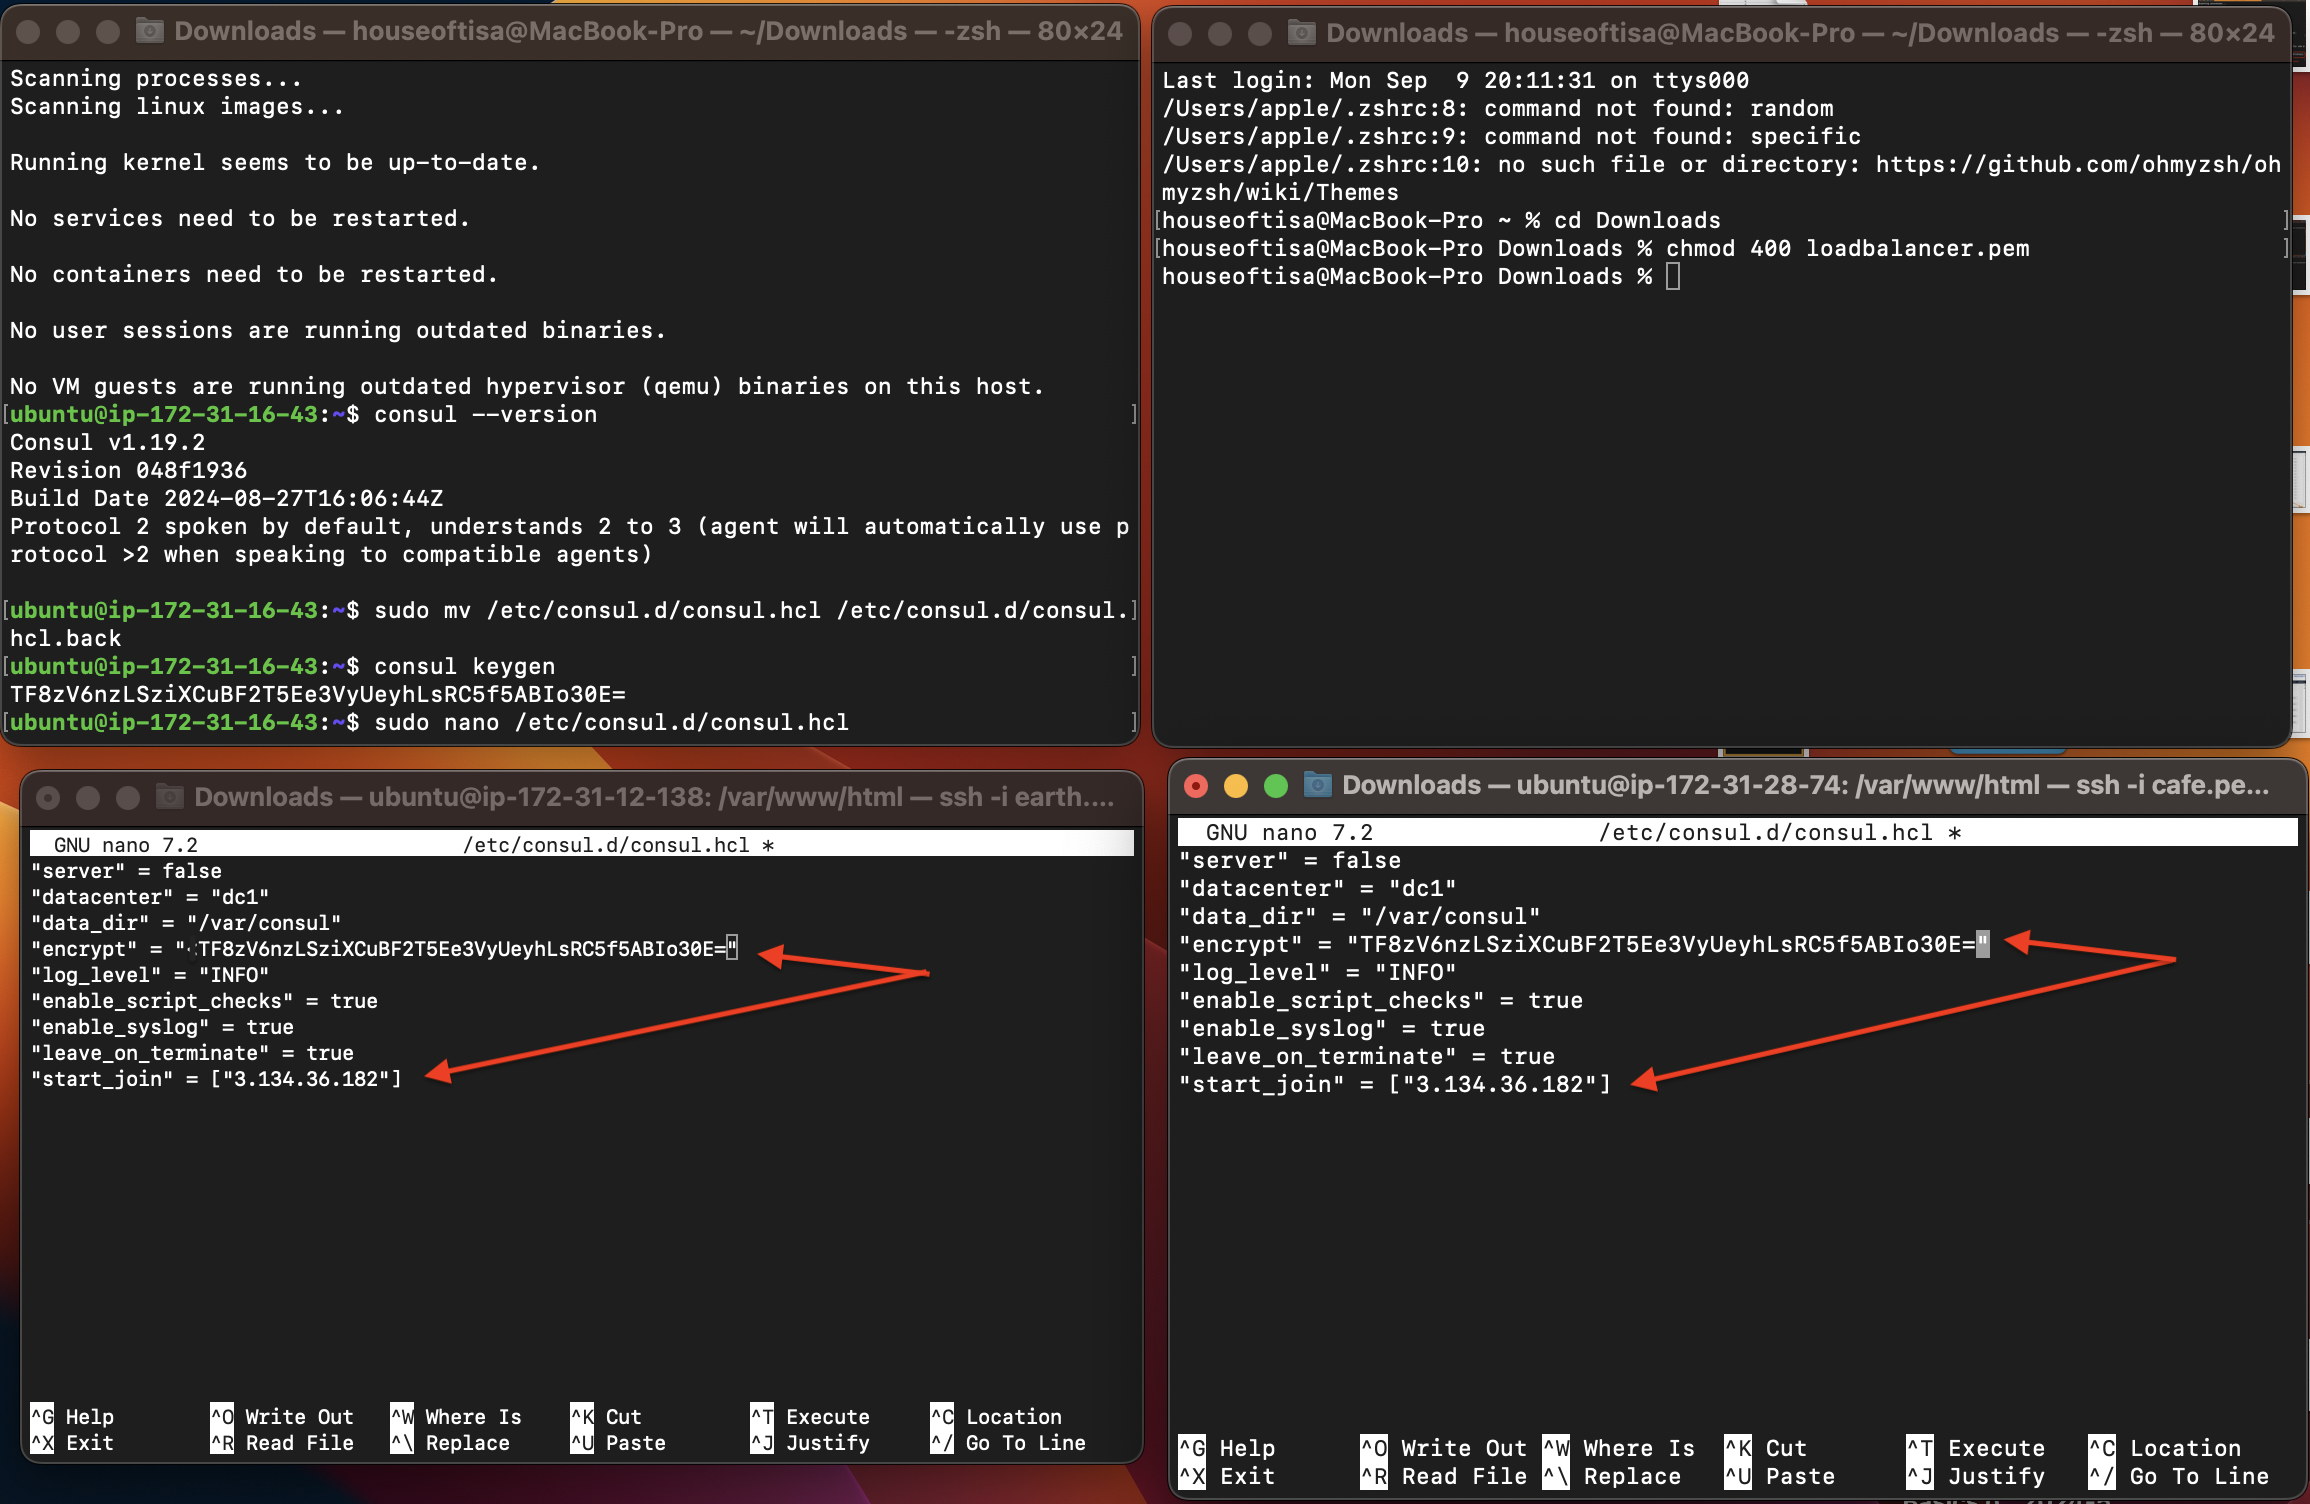 Downloads — houseoftisa@MacBook-Pro — ~/Downloads — -zsh — 80×24
Scanning processes...
Scanning linux images...
Running kernel seems to be up-to-date.
No services need to be restarted.
No containers need to be restarted.
No user sessions are running outdated binaries.
No VM guests are running outdated hypervisor (qemu) binaries on this host.
[ubuntu@ip-172-31-16-43:~$ consul --version ]
Consul v1.19.2
Revision 048f1936
Build Date 2024-08-27T16:06:44Z
Protocol 2 spoken by default, understands 2 to 3 (agent will automatically use p
rotocol >2 when speaking to compatible agents)
[ubuntu@ip-172-31-16-43:~$ sudo mv /etc/consul.d/consul.hcl /etc/consul.d/consul.]
hcl.back
[ubuntu@ip-172-31-16-43:~$ consul keygen ]
TF8zV6nzLSziXCuBF2T5Ee3VyUeyhLsRC5f5ABIo30E=
[ubuntu@ip-172-31-16-43:~$ sudo nano /etc/consul.d/consul.hcl ]
Downloads — houseoftisa@MacBook-Pro — ~/Downloads — -zsh — 80×24
Last login: Mon Sep  9 20:11:31 on ttys000
/Users/apple/.zshrc:8: command not found: random
/Users/apple/.zshrc:9: command not found: specific
/Users/apple/.zshrc:10: no such file or directory: https://github.com/ohmyzsh/oh
myzsh/wiki/Themes
[houseoftisa@MacBook-Pro ~ % cd Downloads ]
[houseoftisa@MacBook-Pro Downloads % chmod 400 loadbalancer.pem ]
houseoftisa@MacBook-Pro Downloads %
Downloads — ubuntu@ip-172-31-12-138: /var/www/html — ssh -i earth....
GNU nano 7.2 /etc/consul.d/consul.hcl *
"server" = false
"datacenter" = "dc1"
"data_dir" = "/var/consul"
"encrypt" = "TF8zV6nzLSziXCuBF2T5Ee3VyUeyhLsRC5f5ABIo30E="
"log_level" = "INFO"
"enable_script_checks" = true
"enable_syslog" = true
"leave_on_terminate" = true
"start_join" = ["3.134.36.182"]
^G Help ^O Write Out ^W Where Is ^K Cut ^T Execute ^C Location
^X Exit ^R Read File ^\ Replace ^U Paste ^J Justify ^/ Go To Line
Downloads — ubuntu@ip-172-31-28-74: /var/www/html — ssh -i cafe.pe...
GNU nano 7.2 /etc/consul.d/consul.hcl *
"server" = false
"datacenter" = "dc1"
"data_dir" = "/var/consul"
"encrypt" = "TF8zV6nzLSziXCuBF2T5Ee3VyUeyhLsRC5f5ABIo30E="
"log_level" = "INFO"
"enable_script_checks" = true
"enable_syslog" = true
"leave_on_terminate" = true
"start_join" = ["3.134.36.182"]
^G Help ^O Write Out ^W Where Is ^K Cut ^T Execute ^C Location
^X Exit ^R Read File ^\ Replace ^U Paste ^J Justify ^/ Go To Line